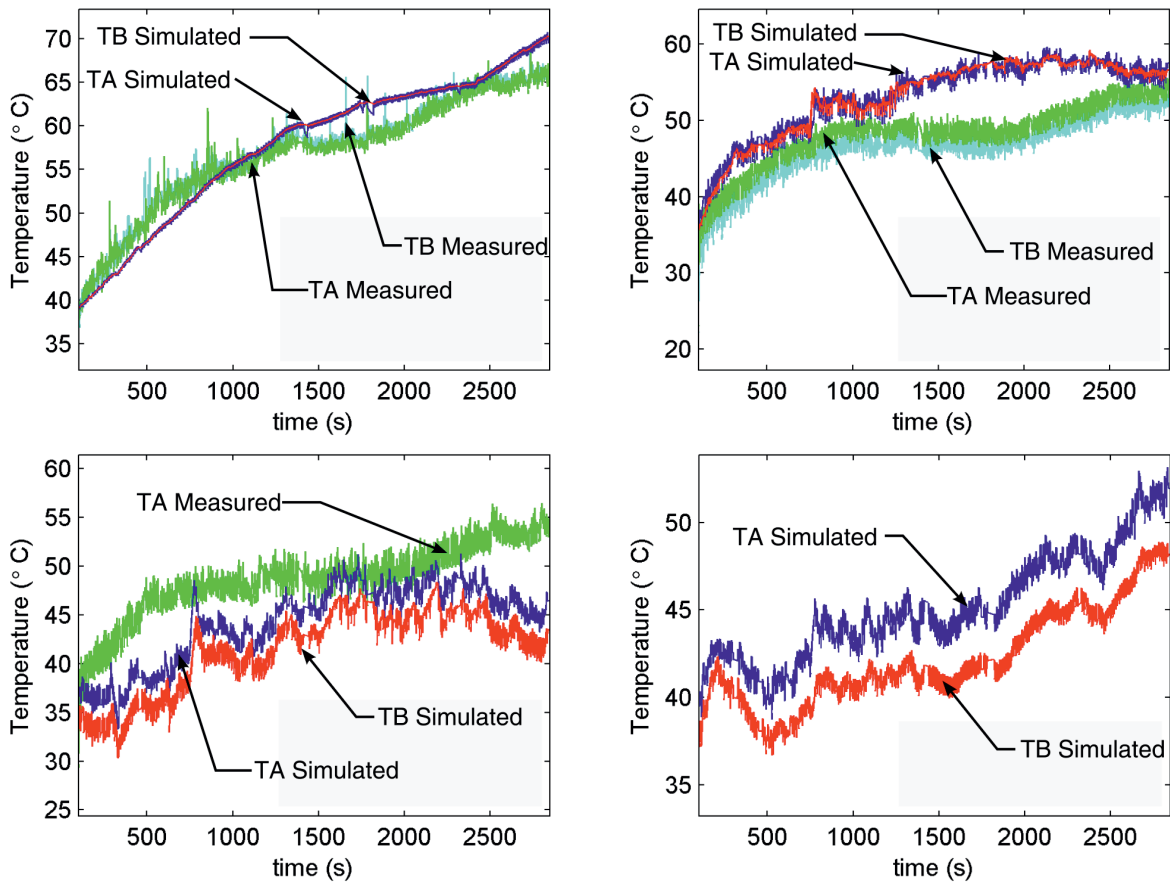 TB Simulated
TA Simulated
TB Measured
TA Measured
Temperature (° C)
70
65
60
55
50
45
40
35
500
1000
1500
2000
2500
time (s)
TB Simulated
TA Simulated
TB Measured
TA Measured
Temperature (° C)
60
50
40
30
20
500
1000
1500
2000
2500
time (s)
TA Measured
TB Simulated
TA Simulated
Temperature (° C)
60
55
50
45
40
35
30
25
500
1000
1500
2000
2500
time (s)
TA Simulated
TB Simulated
Temperature (° C)
50
45
40
35
500
1000
1500
2000
2500
time (s)